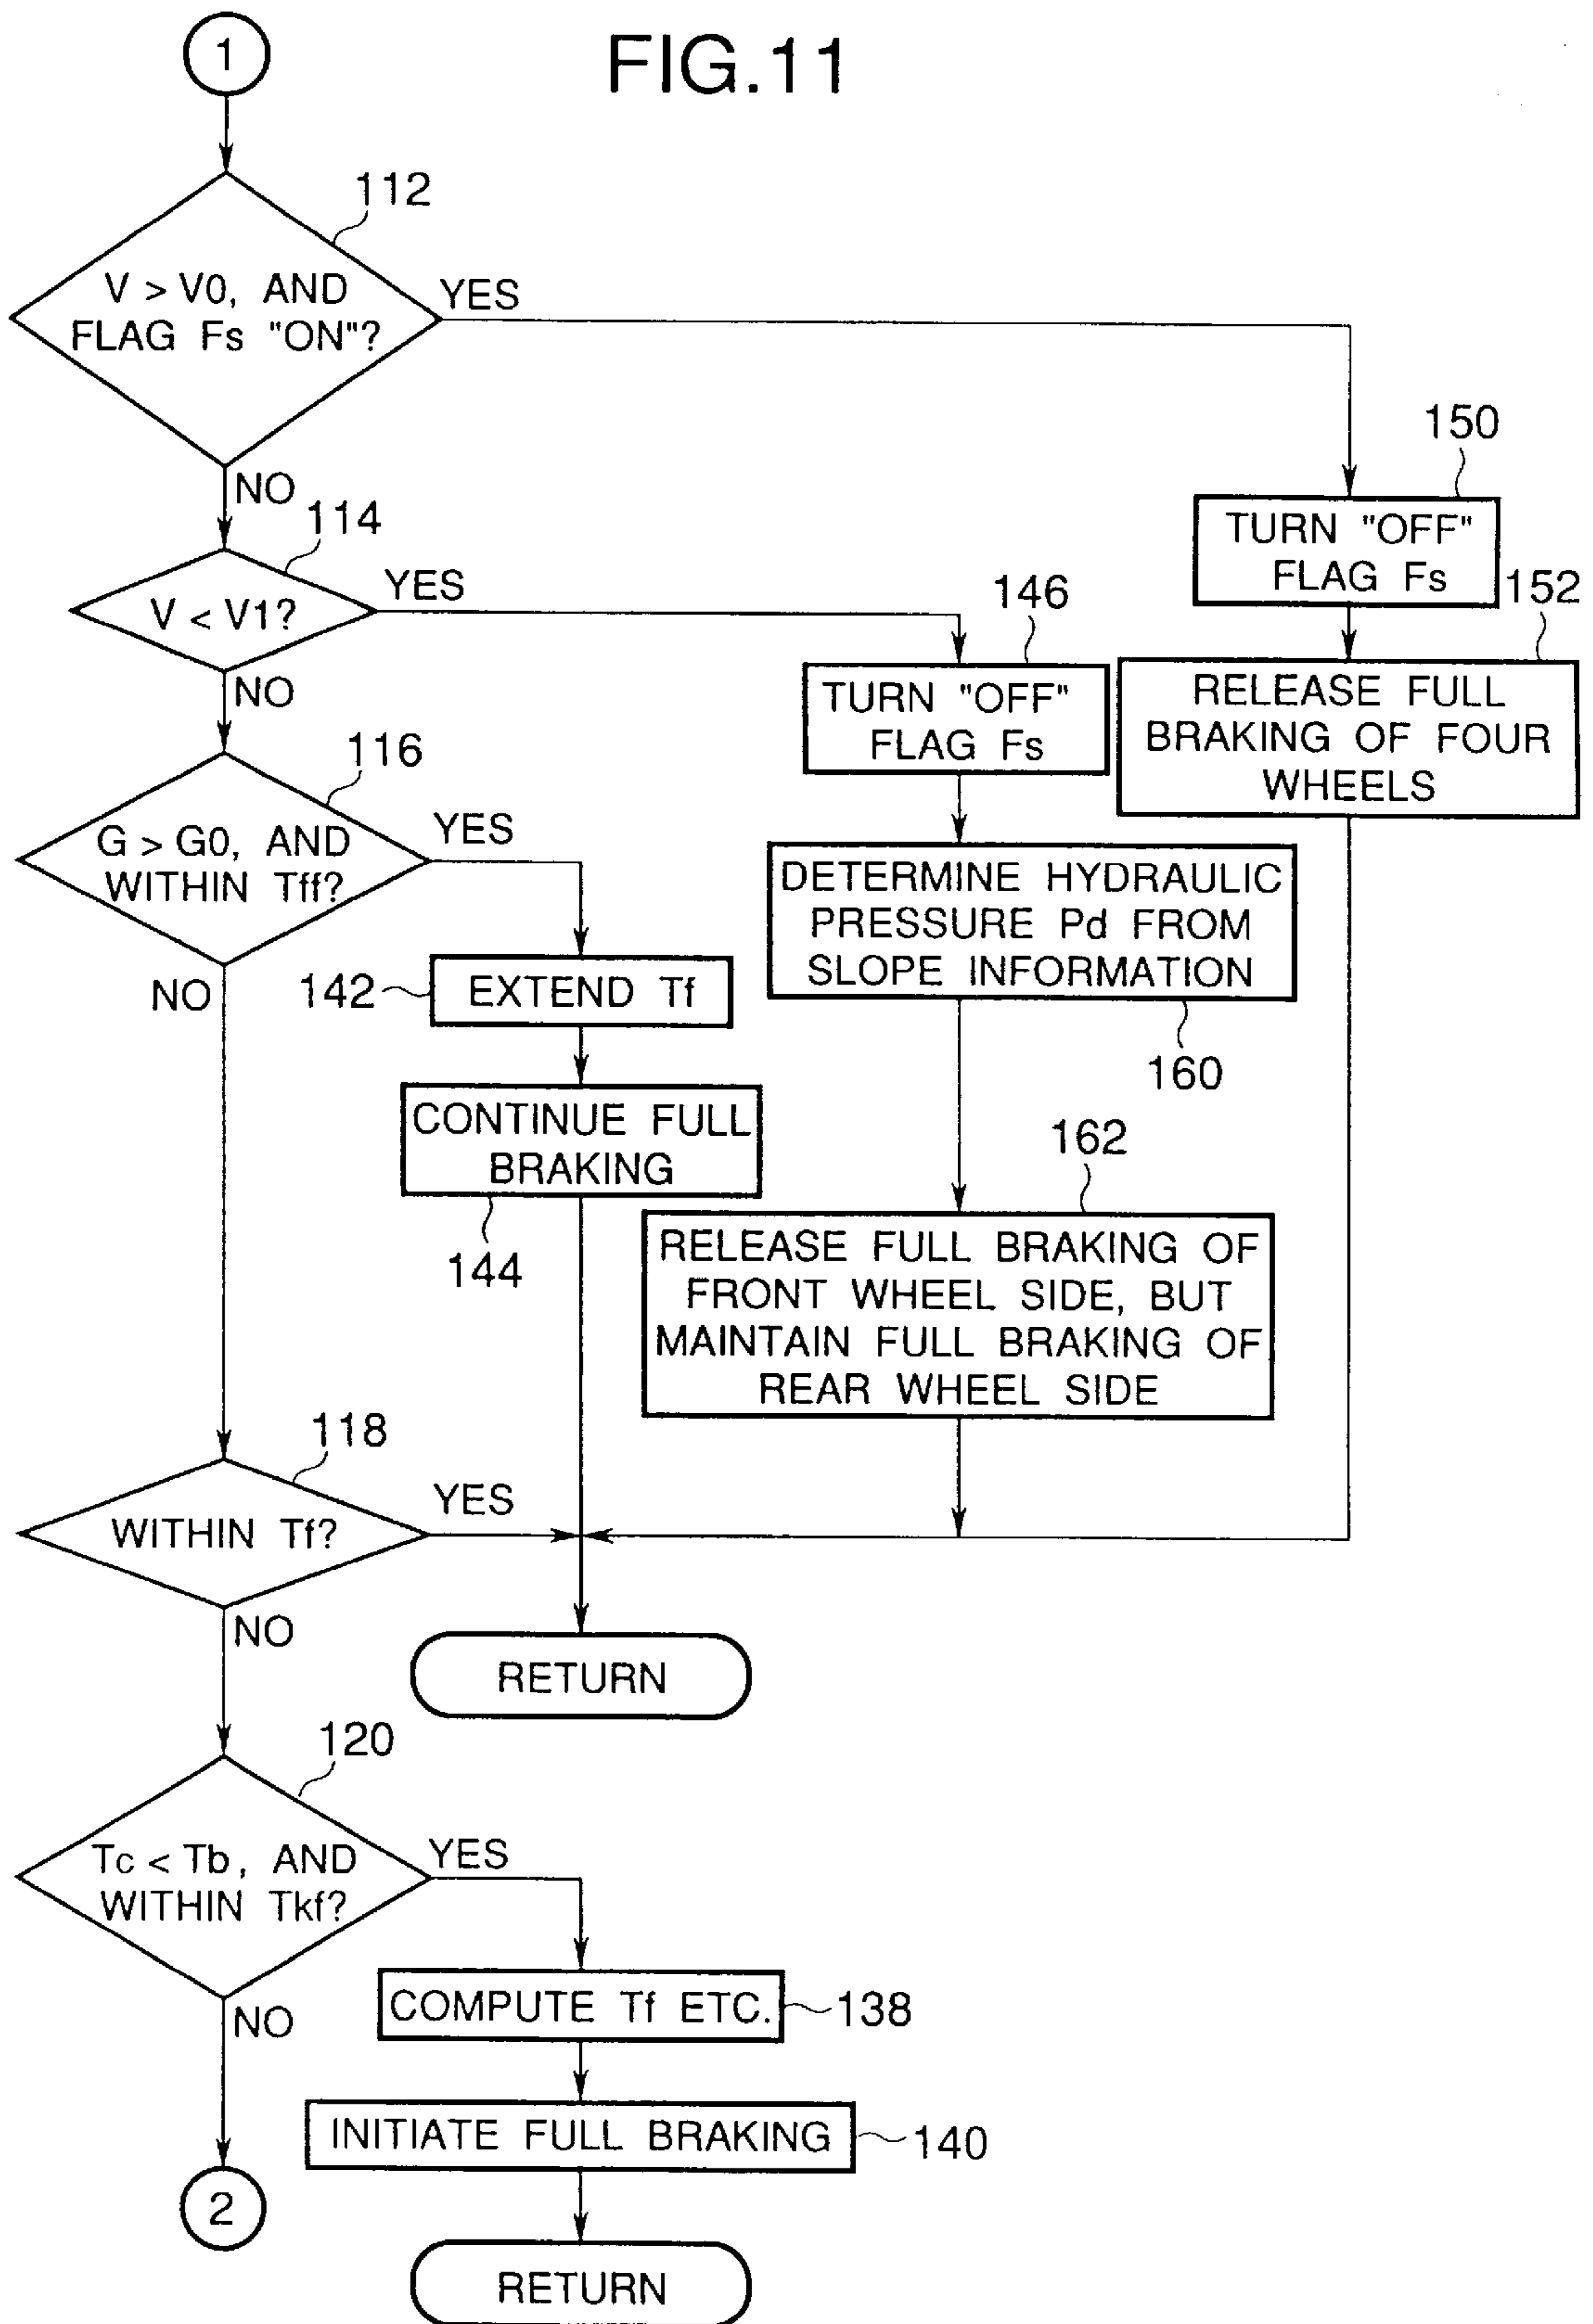 FIG.11
1
112
V > V0, AND
FLAG Fs "ON"?
YES
NO
150
TURN "OFF"
FLAG Fs
152
RELEASE FULL
BRAKING OF FOUR
WHEELS
114
V < V1?
YES
NO
146
TURN "OFF"
FLAG Fs
DETERMINE HYDRAULIC
PRESSURE Pd FROM
SLOPE INFORMATION
160
162
RELEASE FULL BRAKING OF
FRONT WHEEL SIDE, BUT
MAINTAIN FULL BRAKING OF
REAR WHEEL SIDE
116
G > G0, AND
WITHIN Tff?
YES
NO
142
EXTEND Tf
CONTINUE FULL
BRAKING
144
118
WITHIN Tf?
YES
NO
RETURN
120
Tc < Tb, AND
WITHIN Tkf?
YES
NO
COMPUTE Tf ETC.
138
INITIATE FULL BRAKING
140
2
RETURN